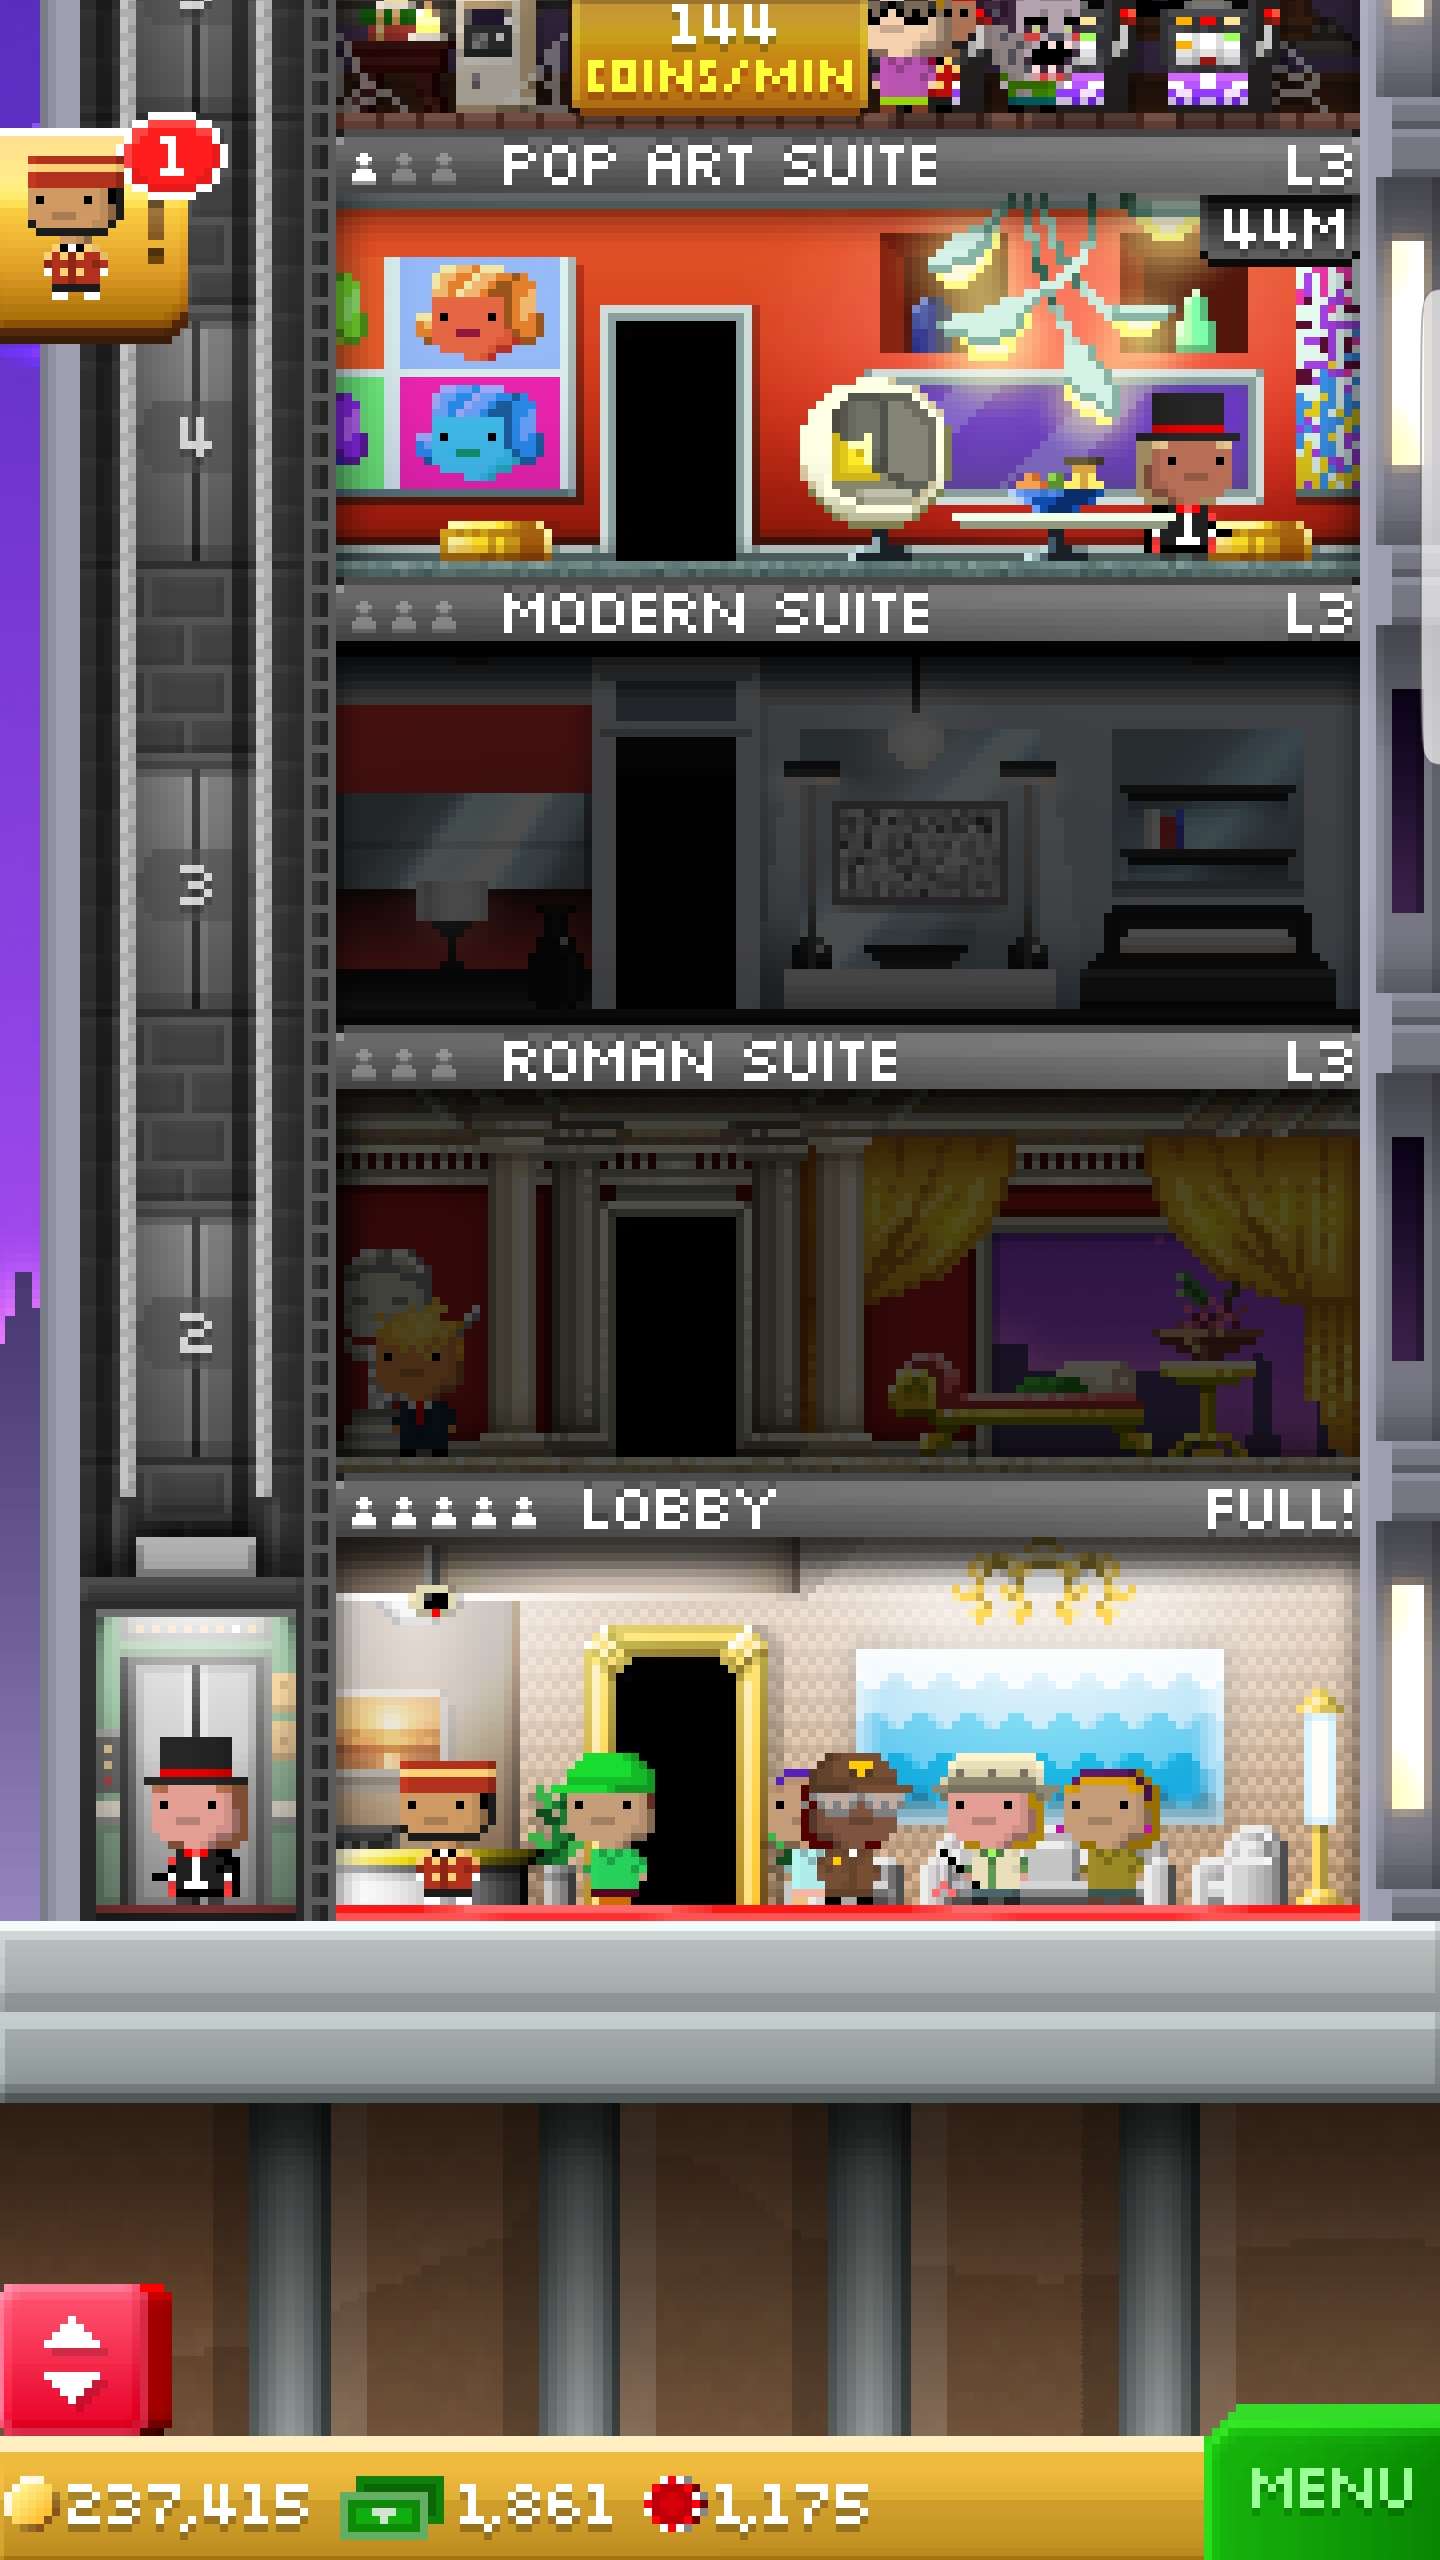 144
COINS/MIN
1
POP ART SUITE L3
44M
4
MODERN SUITE L3
3
ROMAN SUITE L3
2
LOBBY FULL!
237,415 1,861 1,175
MENU